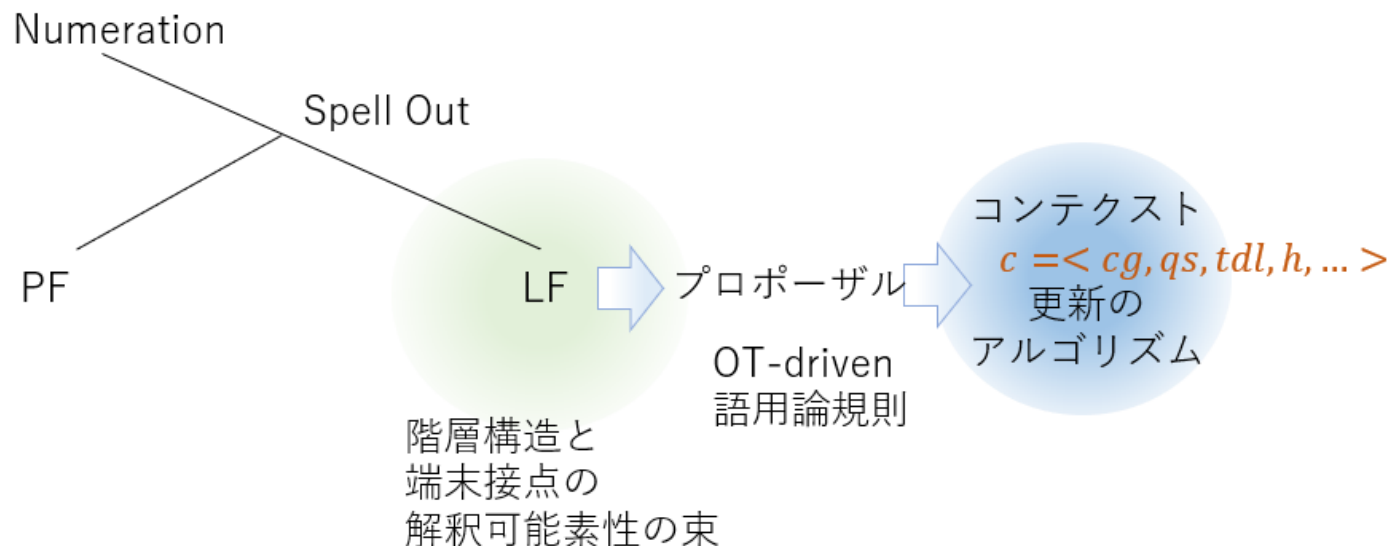 Numeration
Spell Out
PF
LF
プロポーザル
コンテクスト
c =< cg, qs, tdl, h, … >
更新の
アルゴリズム
OT-driven
語用論規則
階層構造と
端末接点の
解釈可能素性の束